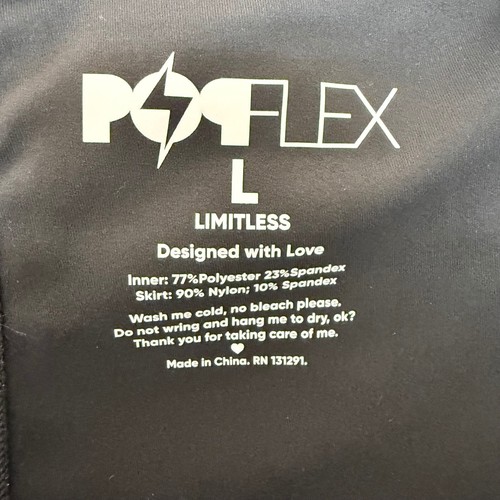 POPFLEX
L
LIMITLESS
Designed with Love
Inner: 77%Polyester 23%Spandex
Skirt: 90% Nylon; 10% Spandex
Wash me cold, no bleach please.
Do not wring and hang me to dry, ok?
Thank you for taking care of me.
Made in China. RN 131291.